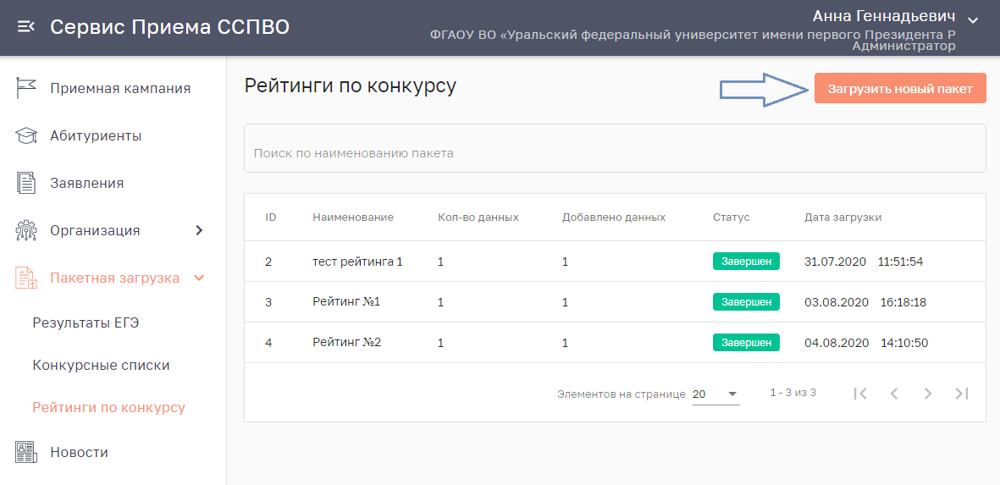 Сервис Приема ССПВО
Анна Геннадьевич
ФГАОУ ВО «Уральский федеральный университет имени первого Президента Р
Администратор
Приемная кампания
Абитуриенты
Заявления
Организация
Пакетная загрузка
Результаты ЕГЭ
Конкурсные списки
Рейтинги по конкурсу
Новости
Рейтинги по конкурсу
Загрузить новый пакет
Поиск по наименованию пакета
ID Наименование Кол-во данных Добавлено данных Статус Дата загрузки
2 тест рейтинга 1 1 1 Завершен 31.07.2020 11:51:54
3 Рейтинг №1 1 1 Завершен 03.08.2020 16:18:18
4 Рейтинг №2 1 1 Завершен 04.08.2020 14:10:50
Элементов на странице 20 1 - 3 из 3